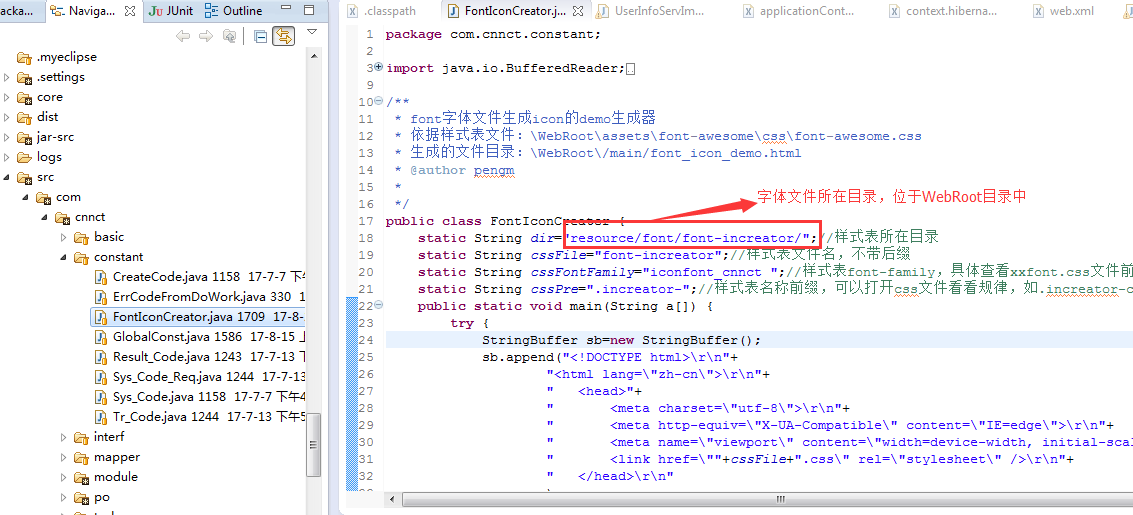 acka...
JUnit
Outline
Naviga...
.myeclipse
.settings
core
dist
jar-src
logs
src
com
cnnct
basic
constant
CreateCode.java 1158 17-7-7 下午
ErrCodeFromDoWork.java 330 1
FontIconCreator.java 1709 17-8-
GlobalConst.java 1586 17-8-15 上
Result_Code.java 1243 17-7-13
Sys_Code_Req.java 1244 17-7-13
Sys_Code.java 1158 17-7-7 下午4
Tr_Code.java 1244 17-7-13 下午5
interf
mapper
module
po
.classpath
FontIconCreator.j...
UserInfoServIm...
applicationCont...
context.hiberna...
web.xml
1 package com.cnnct.constant;
2
3 import java.io.BufferedReader;
9
10 /**
11 * font字体文件生成icon的demo生成器
12 * 依据样式表文件：\WebRoot\assets\font-awesome\css\font-awesome.css
13 * 生成的文件目录：\WebRoot\/main/font_icon_demo.html
14 * @author pengm
15 *
16 */
字体文件所在目录，位于WebRoot目录中
17 public class FontIconCreator {
18 static String dir="resource/font/font-increator/";//样式表所在目录
19 static String cssFile="font-increator";//样式表文件名，不带后缀
20 static String cssFontFamily="iconfont_cnnct ";//样式表font-family，具体查看xxfont.css文件前
21 static String cssPre=".increator-";//样式表名称前缀，可以打开css文件看看规律，如.increator-c
22 public static void main(String a[]) {
23 try {
24 StringBuffer sb=new StringBuffer();
25 sb.append("<!DOCTYPE html>\r\n"+
26 "<html lang=\"zh-cn\">\r\n"+
27 " <head>"+
28 " <meta charset=\"utf-8\">\r\n"+
29 " <meta http-equiv=\"X-UA-Compatible\" content=\"IE=edge\">\r\n"+
30 " <meta name=\"viewport\" content=\"width=device-width, initial-scal
31 " <link href=\""+cssFile+".css\" rel=\"stylesheet\" />\r\n"+
32 " </head>\r\n"